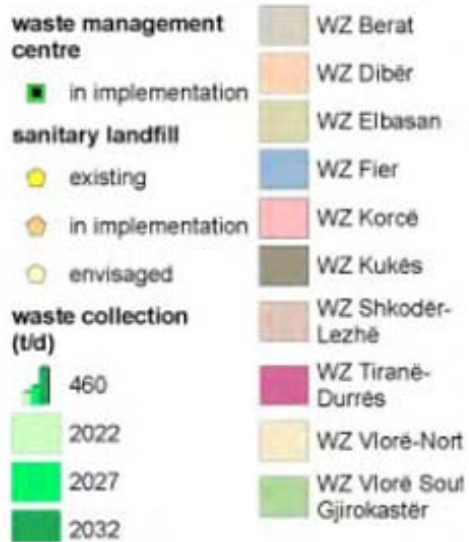 waste management
centre
in implementation
sanitary landfill
existing
in implementation
envisaged
waste collection
(t/d)
460
2022
2027
2032
WZ Berat
WZ Dibër
WZ Elbasan
WZ Fier
WZ Korcë
WZ Kukës
WZ Shkodër-
Lezhë
WZ Tiranë-
Durrës
WZ Vlorë-Nort
WZ Vlorë Sout
Gjirokastër